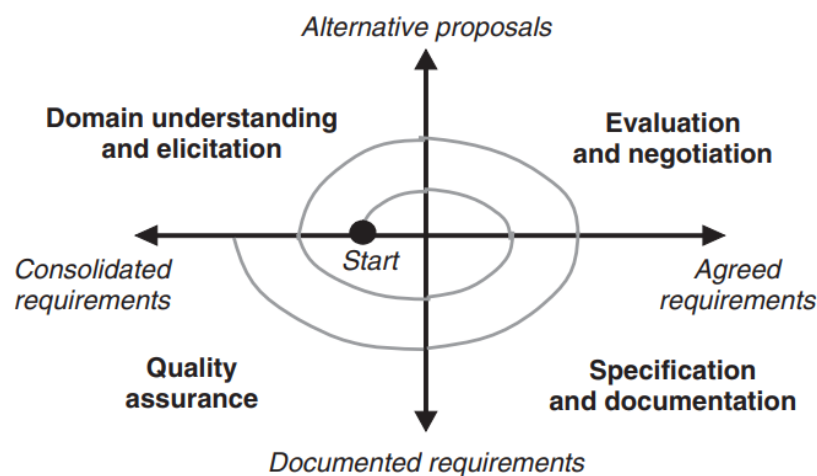 Alternative proposals
Domain understanding
and elicitation
Evaluation
and negotiation
Start
Consolidated
requirements
Agreed
requirements
Quality
assurance
Specification
and documentation
Documented requirements